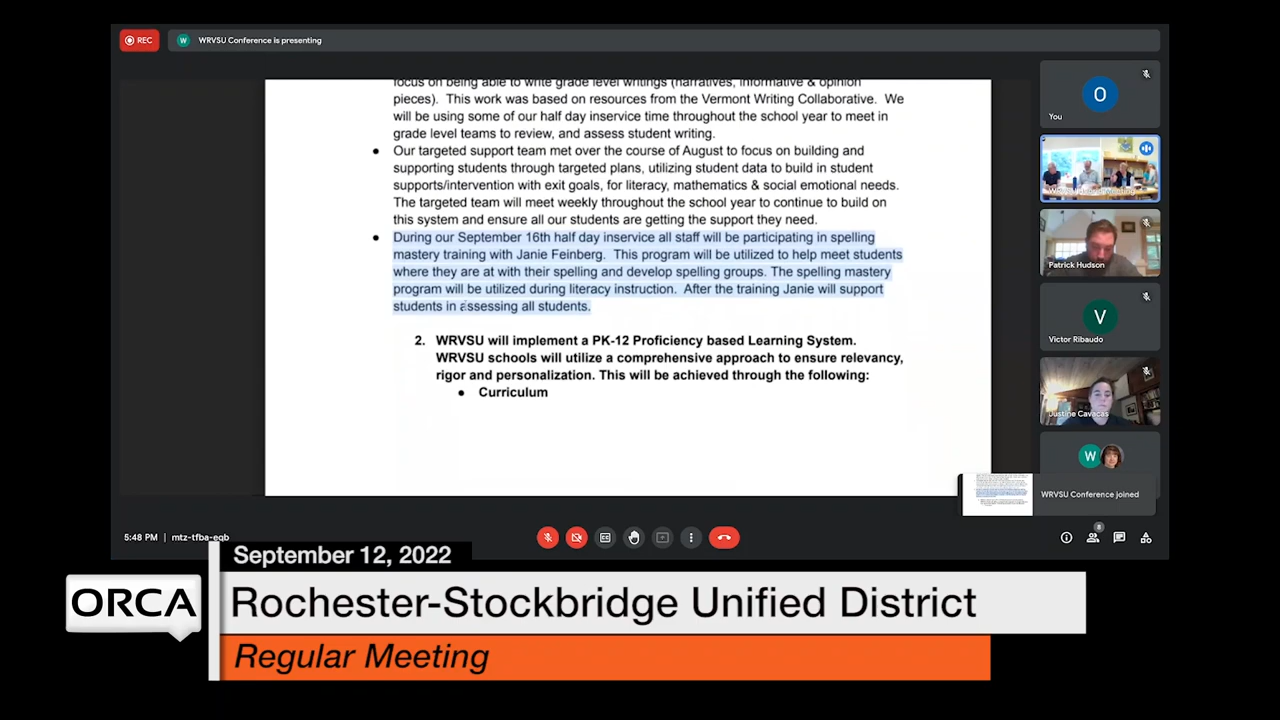 REC
W
WRVSU Conference is presenting
focus on being able to write grade level writings (narratives, informative & opinion
pieces). This work was based on resources from the Vermont Writing Collaborative. We
will be using some of our half day inservice time throughout the school year to meet in
grade level teams to review, and assess student writing.
• Our targeted support team met over the course of August to focus on building and
supporting students through targeted plans, utilizing student data to build in student
supports/intervention with exit goals, for literacy, mathematics & social emotional needs.
The targeted team will meet weekly throughout the school year to continue to build on
this system and ensure all our students are getting the support they need.
• During our September 16th half day inservice all staff will be participating in spelling
mastery training with Janie Feinberg. This program will be utilized to help meet students
where they are at with their spelling and develop spelling groups. The spelling mastery
program will be utilized during literacy instruction. After the training Janie will support
students in assessing all students.
2. WRVSU will implement a PK-12 Proficiency based Learning System.
WRVSU schools will utilize a comprehensive approach to ensure relevancy,
rigor and personalization. This will be achieved through the following:
• Curriculum
O
You
Patrick Hudson
V
Victor Ribaudo
Justine Cavacas
W
WRVSU Conference joined
5:48 PM | mtz-tfba-eqb
8
September 12, 2022
ORCA
Rochester-Stockbridge Unified District
Regular Meeting